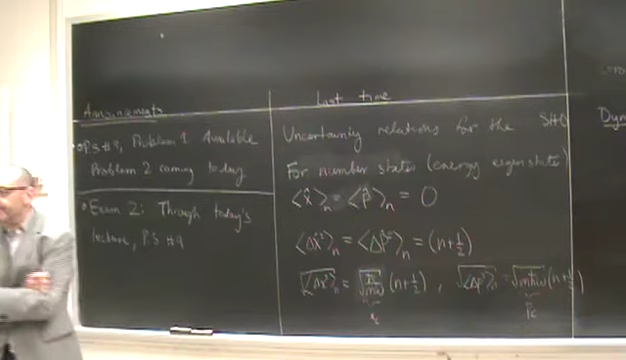 Announcements
• P.S #9, Problem 1 Available
Problem 2 coming today
• Exam 2: Through today's
lecture, P.S #9
Last time
Uncertainty relations for the SHO
For number states (energy eigenstates)
⟨x̂⟩ₙ = ⟨p̂⟩ₙ = 0
⟨Δx̂²⟩ₙ = ⟨Δp̂²⟩ₙ = (n+½)
√⟨Δx²⟩ₙ = √(ħ/mω) (n+½) , √⟨Δp²⟩ₙ = √(mħω) (n+½)
x_c
p_c